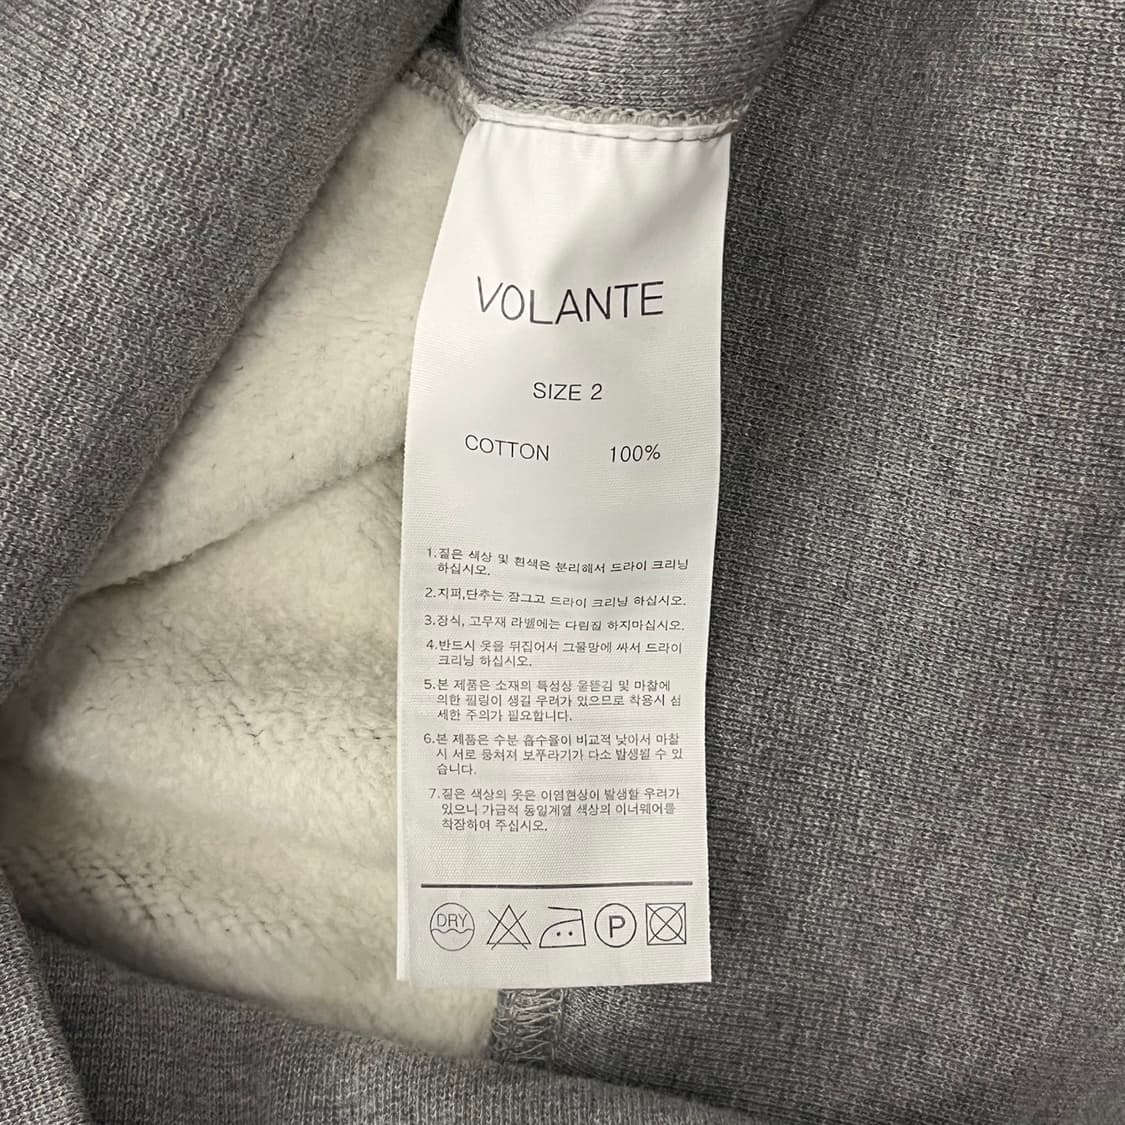 VOLANTE
SIZE 2
COTTON 100%
1.짙은 색상 및 흰색은 분리해서 드라이 크리닝
하십시오.
2.지퍼,단추는 잠그고 드라이 크리닝 하십시오.
3.장식, 고무재 라벨에는 다림질 하지마십시오.
4.반드시 옷을 뒤집어서 그물망에 싸서 드라이
크리닝 하십시오.
5.본 제품은 소재의 특성상 올뜯김 및 마찰에
의한 필링이 생길 우려가 있으므로 착용시 섬
세한 주의가 필요합니다.
6.본 제품은 수분 흡수율이 비교적 낮아서 마찰
시 서로 뭉쳐져 보푸라기가 다소 발생될 수 있
습니다.
7.짙은 색상의 옷은 이염현상이 발생할 우려가
있으니 가급적 동일계열 색상의 이너웨어를
착장하여 주십시오.
DRY P